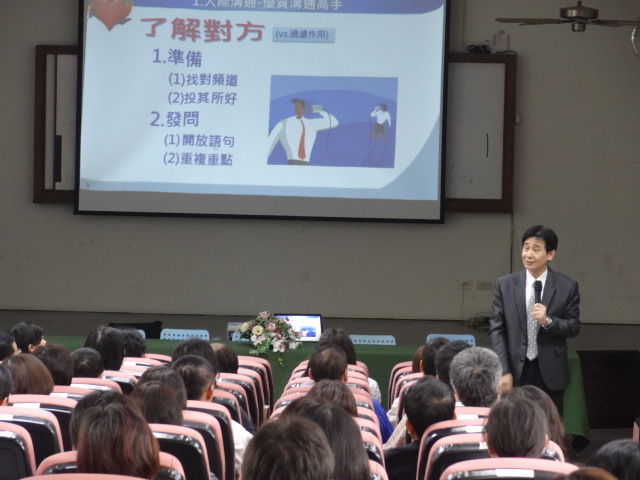 1.人際溝通-優質溝通高手
了解對方 (vs.過濾作用)
1.準備
(1)找對頻道
(2)投其所好
2.發問
(1)開放語句
(2)重複重點